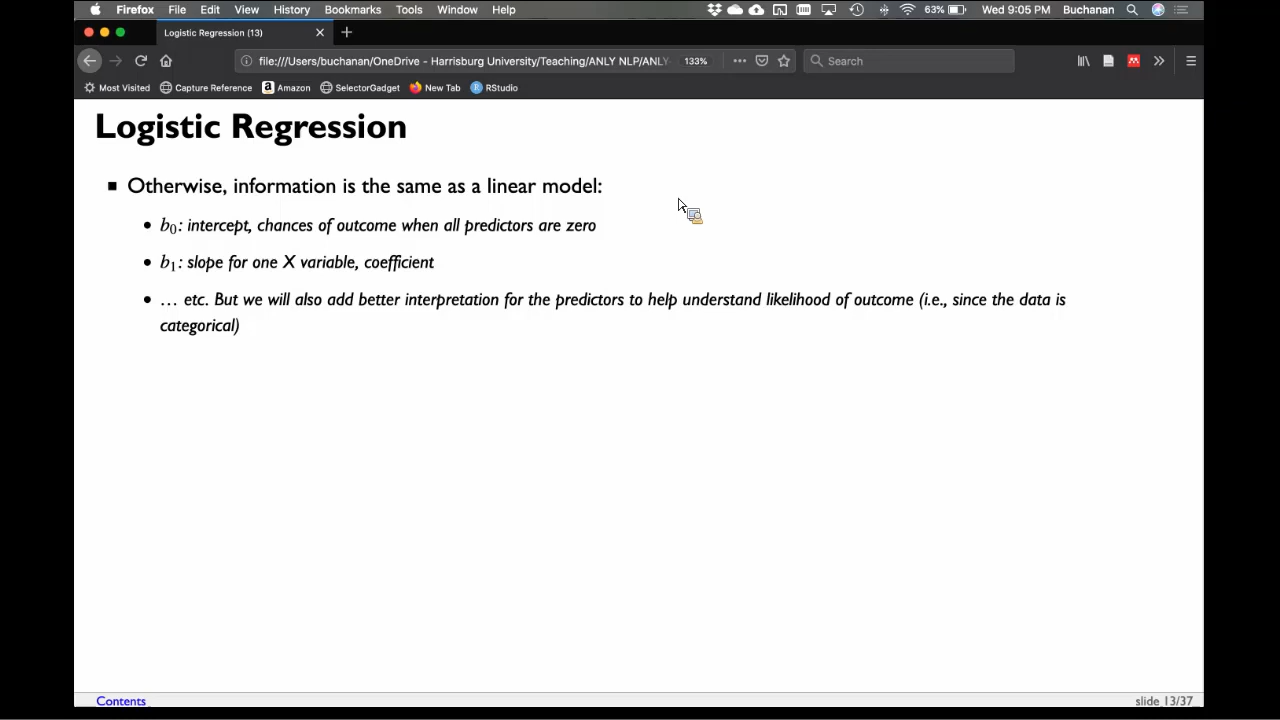 Firefox File Edit View History Bookmarks Tools Window Help 63% Wed 9:05 PM Buchanan
Logistic Regression (13)
file:///Users/buchanan/OneDrive - Harrisburg University/Teaching/ANLY NLP/ANLY- 133% Search
Most Visited Capture Reference Amazon SelectorGadget New Tab RStudio
Logistic Regression
Otherwise, information is the same as a linear model:
b0: intercept, chances of outcome when all predictors are zero
b1: slope for one X variable, coefficient
… etc. But we will also add better interpretation for the predictors to help understand likelihood of outcome (i.e., since the data is
categorical)
Contents slide 13/37